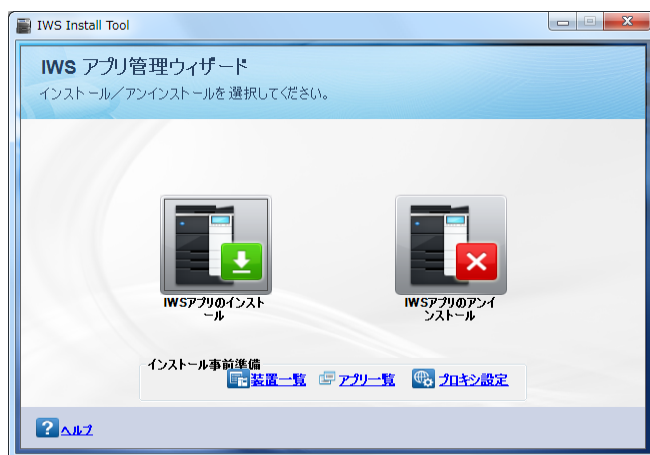 IWS Install Tool
IWS アプリ管理ウィザード
インストール／アンインストールを選択してください。
IWSアプリのインスト
ール
IWSアプリのアンイ
ンストール
インストール事前準備
装置一覧 アプリ一覧 プロキシ設定
ヘルプ